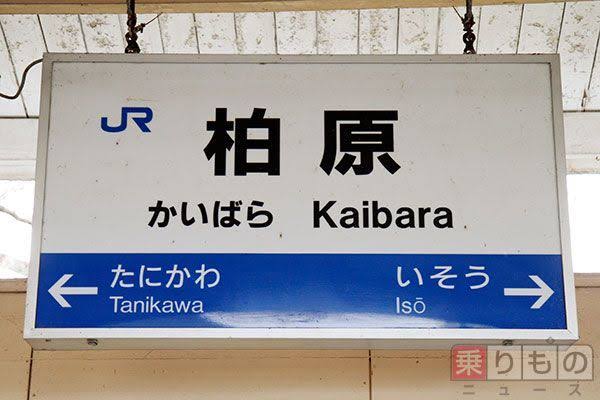 JR
柏原
かいばら Kaibara
← たにかわ いそう →
Tanikawa Isō
乗りもの
ニュース